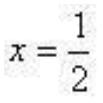 x = 1/2